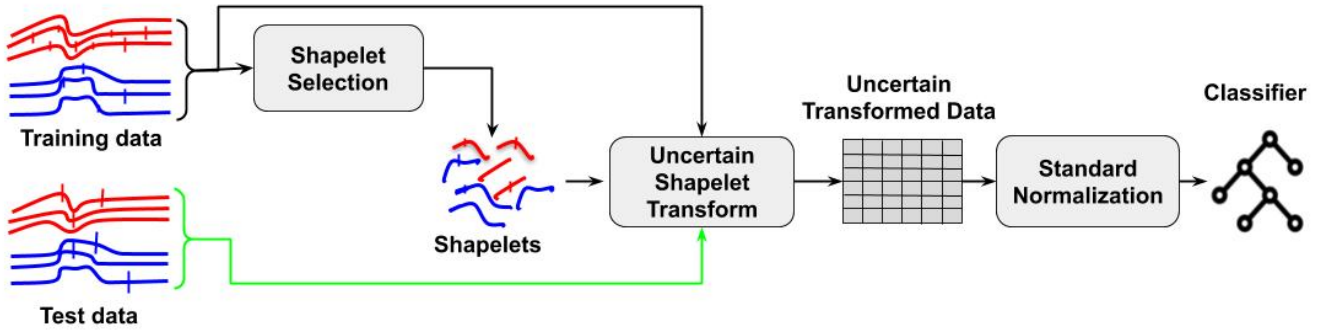 Training data
Shapelet
Selection
Shapelets
Uncertain
Shapelet
Transform
Uncertain
Transformed Data
Standard
Normalization
Classifier
Test data